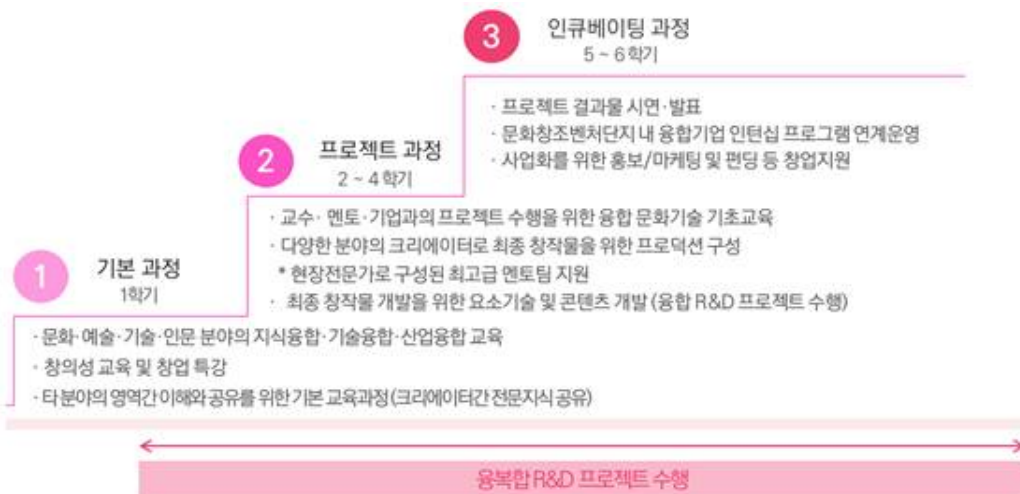 3
인큐베이팅 과정
5 ~ 6 학기
· 프로젝트 결과물 시연·발표
· 문화창조벤처단지 내 융합기업 인턴십 프로그램 연계운영
· 사업화를 위한 홍보/마케팅 및 펀딩 등 창업지원
2
프로젝트 과정
2 ~ 4 학기
· 교수· 멘토·기업과의 프로젝트 수행을 위한 융합 문화기술 기초교육
· 다양한 분야의 크리에이터로 최종 창작물을 위한 프로덕션 구성
* 현장전문가로 구성된 최고급 멘토팀 지원
· 최종 창작물 개발을 위한 요소기술 및 콘텐츠 개발 (융합 R&D 프로젝트 수행)
1
기본 과정
1학기
· 문화·예술·기술·인문 분야의 지식융합·기술융합·산업융합 교육
· 창의성 교육 및 창업 특강
· 타 분야의 영역간 이해와 공유를 위한 기본 교육과정 (크리에이터간 전문지식 공유)
융복합 R&D 프로젝트 수행